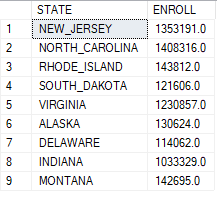 STATE ENROLL
1 NEW_JERSEY 1353191.0
2 NORTH_CAROLINA 1408316.0
3 RHODE_ISLAND 143812.0
4 SOUTH_DAKOTA 121606.0
5 VIRGINIA 1230857.0
6 ALASKA 130624.0
7 DELAWARE 114062.0
8 INDIANA 1033329.0
9 MONTANA 142695.0